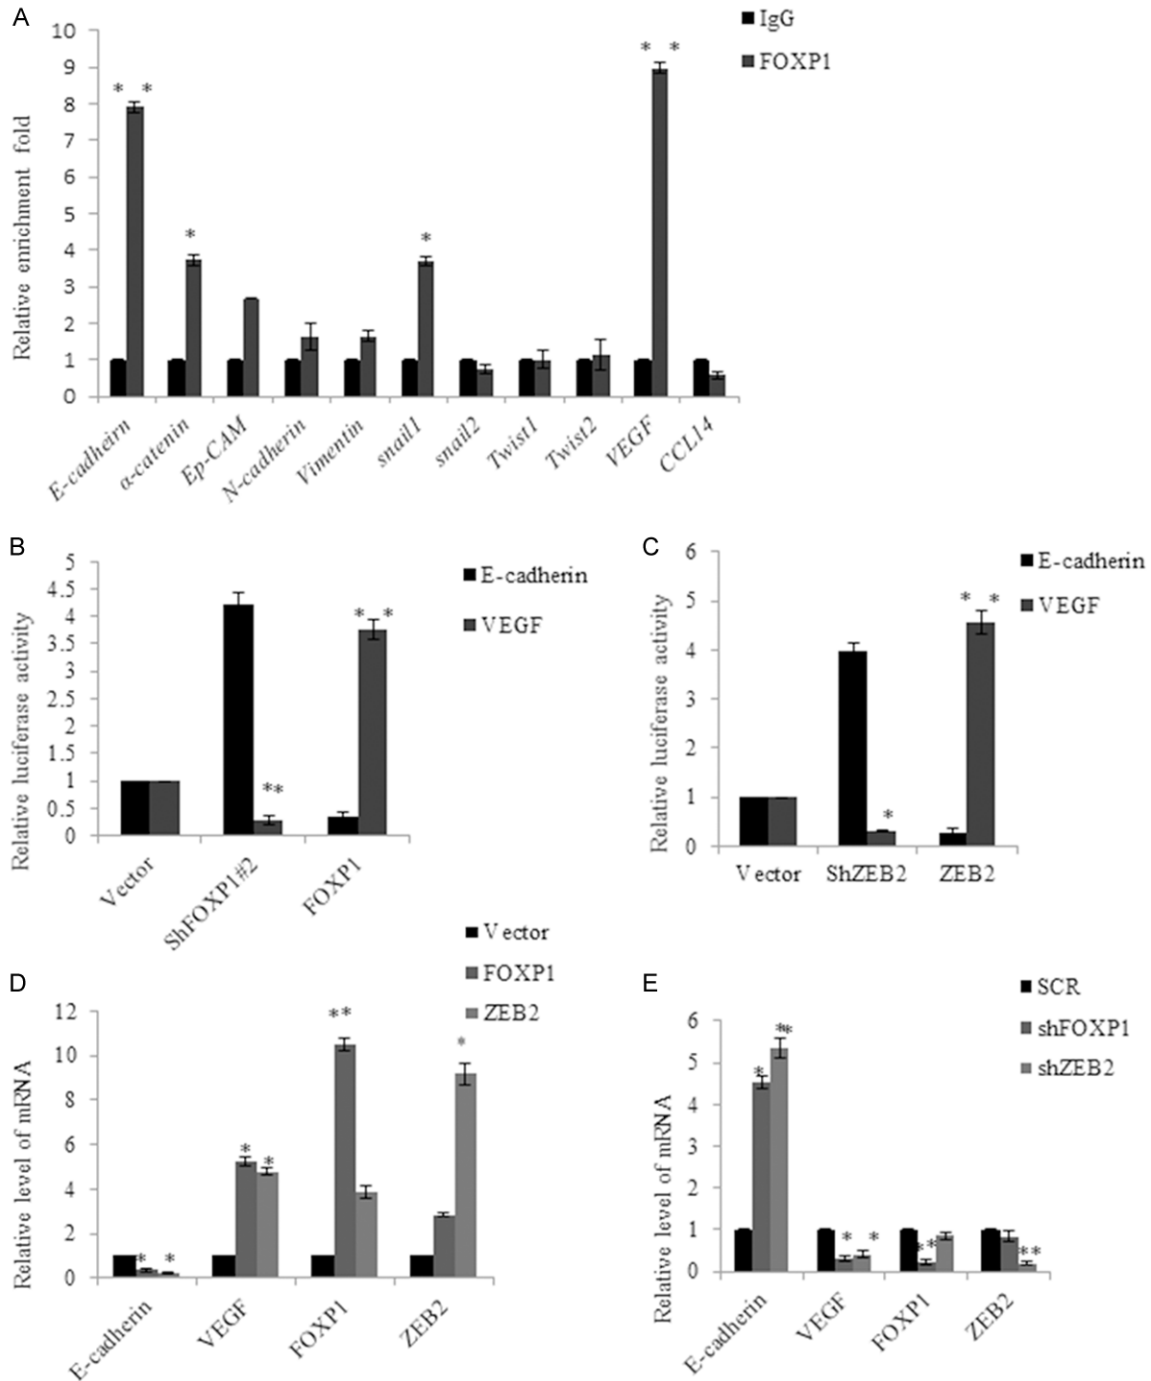 A
IgG
FOXP1
* *
* *
*
*
Relative enrichment fold
10
9
8
7
6
5
4
3
2
1
0
E-cadheirn
α-catenin
Ep-CAM
N-cadherin
Vimentin
snail1
snail2
Twist1
Twist2
VEGF
CCL14
B
E-cadherin
VEGF
* *
**
Relative luciferase activity
5
4.5
4
3.5
3
2.5
2
1.5
1
0.5
0
Vector
ShFOXP1#2
FOXP1
C
E-cadherin
VEGF
* *
*
Relative luciferase activity
6
5
4
3
2
1
0
Vector
ShZEB2
ZEB2
D
Vector
FOXP1
ZEB2
**
*
*
*
*
*
Relative level of mRNA
12
10
8
6
4
2
0
E-cadherin
VEGF
FOXP1
ZEB2
E
SCR
shFOXP1
shZEB2
**
*
*
*
**
**
Relative level of mRNA
6
5
4
3
2
1
0
E-cadherin
VEGF
FOXP1
ZEB2